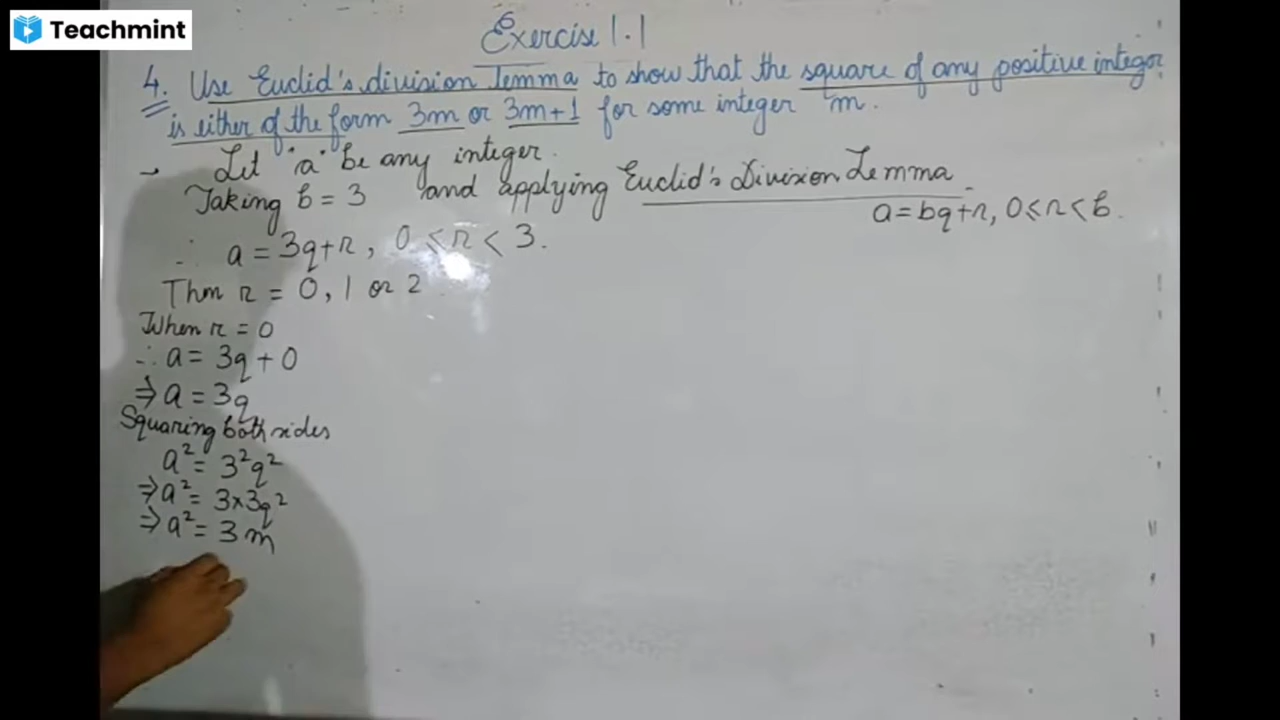 Teachmint
Exercise 1.1
4. Use Euclid's division lemma to show that the square of any positive integer
is either of the form 3m or 3m+1 for some integer 'm.
Let 'a' be any integer.
Taking b = 3 and applying Euclid's Division Lemma
a=bq+r, 0≤r<b.
∴ a = 3q+r, 0 ≤ r < 3.
Then r = 0, 1 or 2
When r = 0
∴ a = 3q + 0
⇒ a = 3q
Squaring both sides
a² = 3²q²
⇒ a² = 3×3q²
⇒ a² = 3m